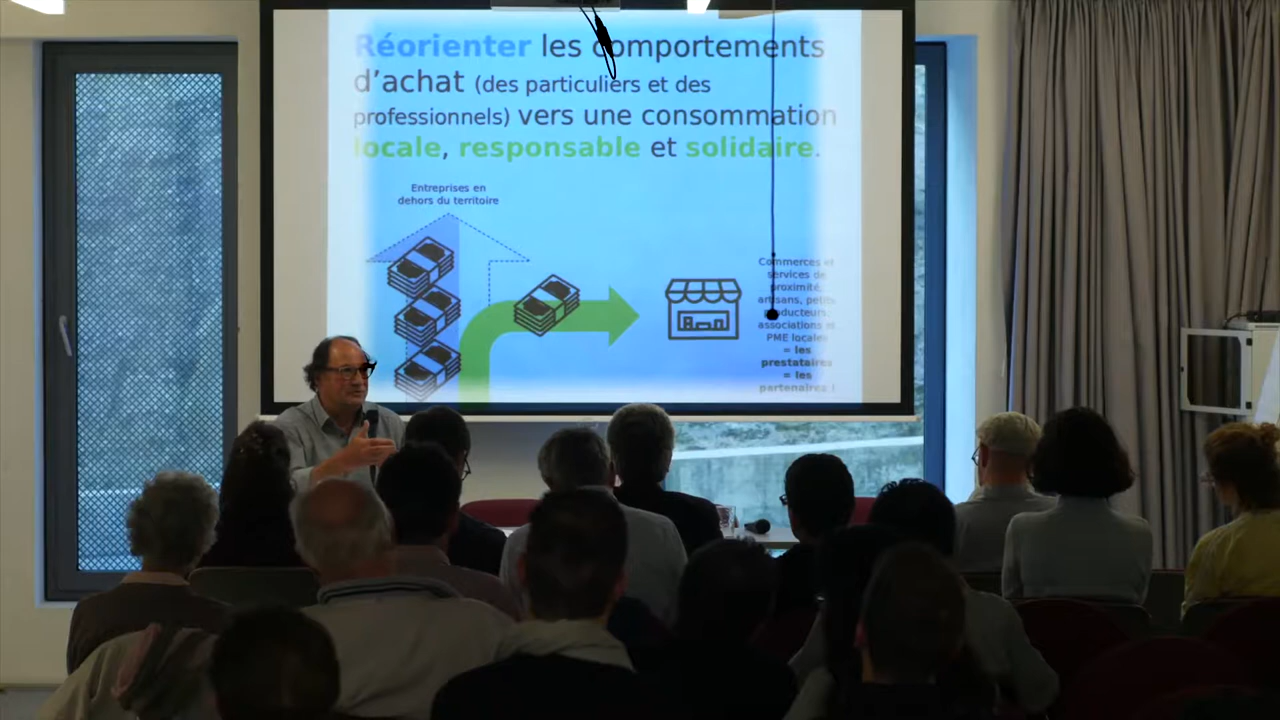 Réorienter les comportements
d'achat (des particuliers et des
professionnels) vers une consommation
locale, responsable et solidaire.
Entreprises en
dehors du territoire
Commerces et
services de
proximité,
artisans, petits
producteurs,
associations et
PME locales
= les
prestataires
= les
partenaires !